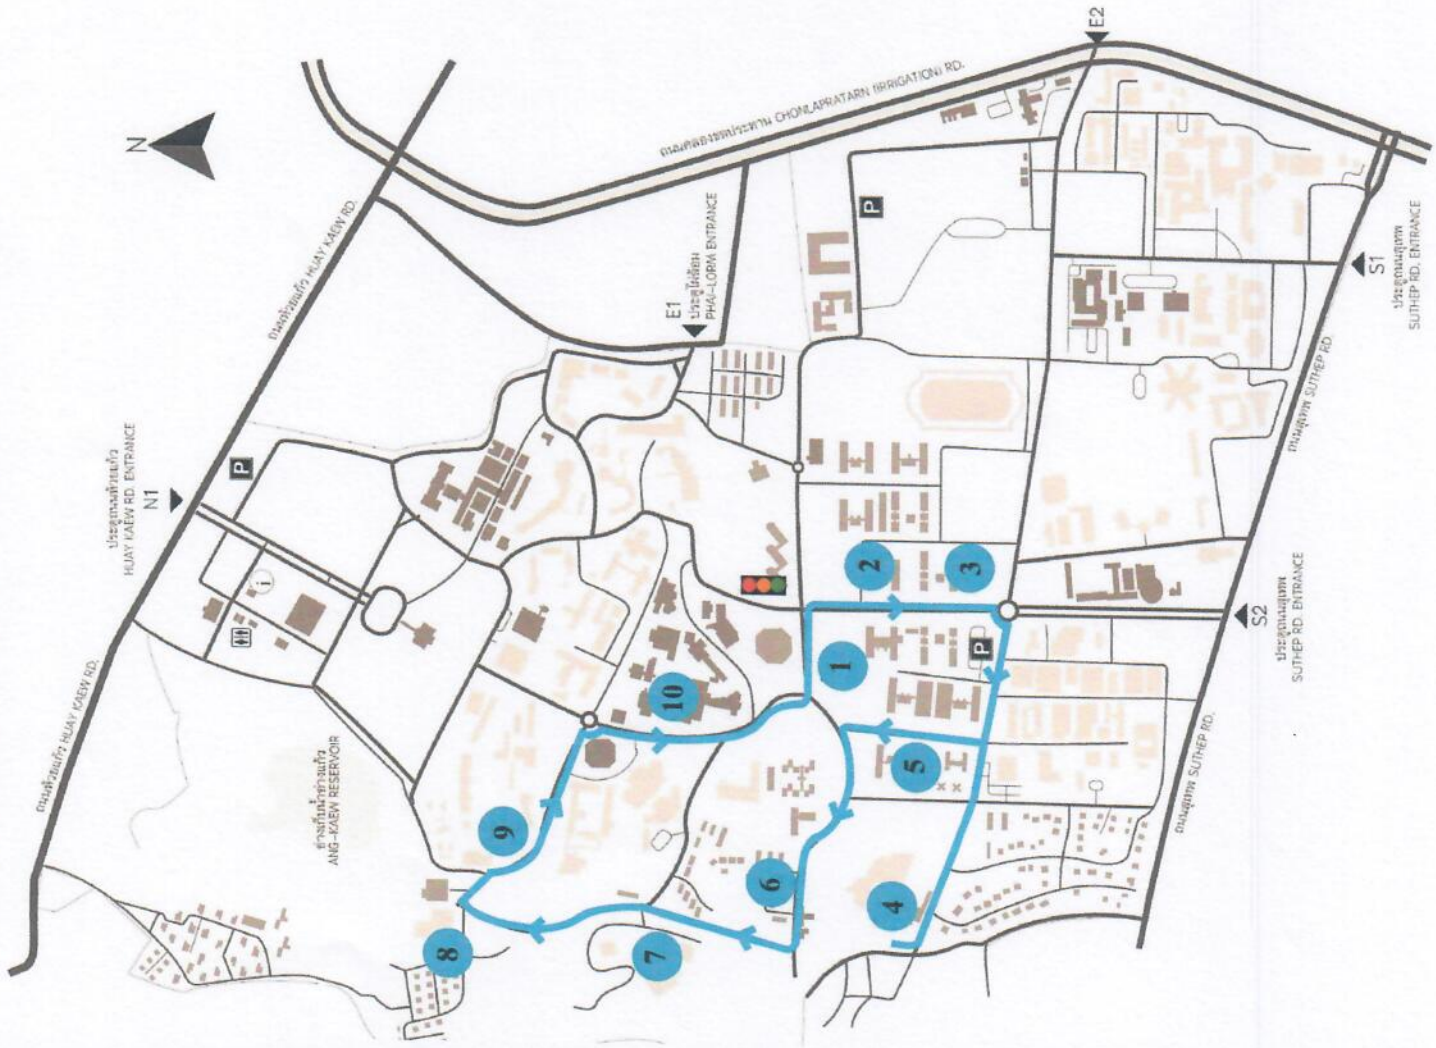 ถนนห้วยแก้ว HUAY KAEW RD.
ประตูถนนห้วยแก้ว
HUAY KAEW RD. ENTRANCE
N1
P
i
N
ถนนห้วยแก้ว HUAY KAEW RD.
ถนนคลองชลประทาน CHONLAPRATARN (IRRIGATION) RD.
E2
E1
ประตูไผ่ล้อม
PHAI-LORM ENTRANCE
P
อ่างเก็บน้ำอ่างแก้ว
ANG-KAEW RESERVOIR
1
2
3
4
5
6
7
8
9
10
P
ถนนสุเทพ SUTHEP RD.
S2
ประตูถนนสุเทพ
SUTHEP RD. ENTRANCE
ถนนสุเทพ SUTHEP RD.
S1
ประตูถนนสุเทพ
SUTHEP RD. ENTRANCE